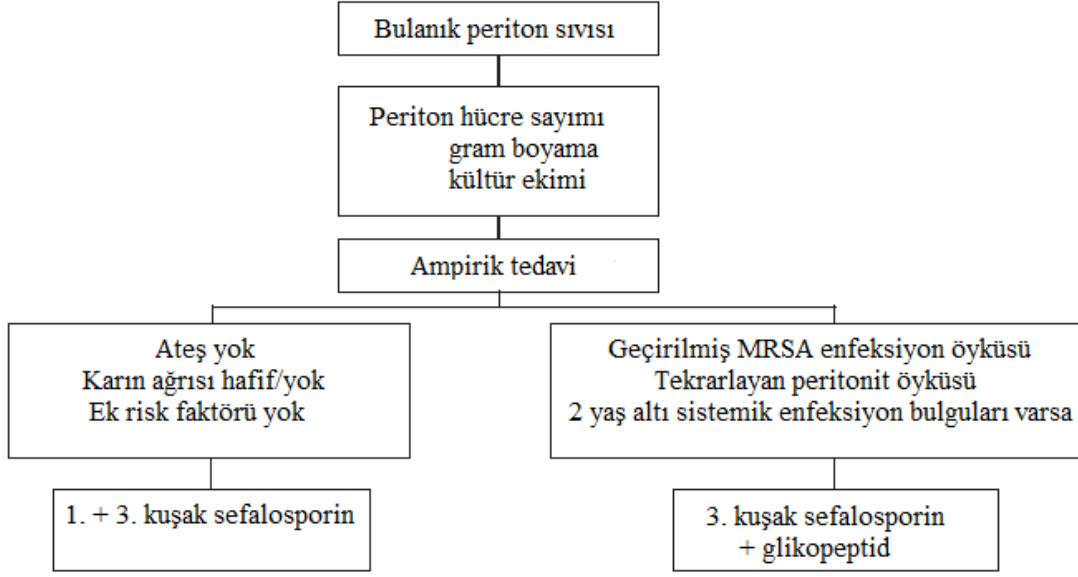 Bulanık periton sıvısı
Periton hücre sayımı
gram boyama
kültür ekimi
Ampirik tedavi
Ateş yok
Karın ağrısı hafif/yok
Ek risk faktörü yok
Geçirilmiş MRSA enfeksiyon öyküsü
Tekrarlayan peritonit öyküsü
2 yaş altı sistemik enfeksiyon bulguları varsa
1. + 3. kuşak sefalosporin
3. kuşak sefalosporin
+ glikopeptid